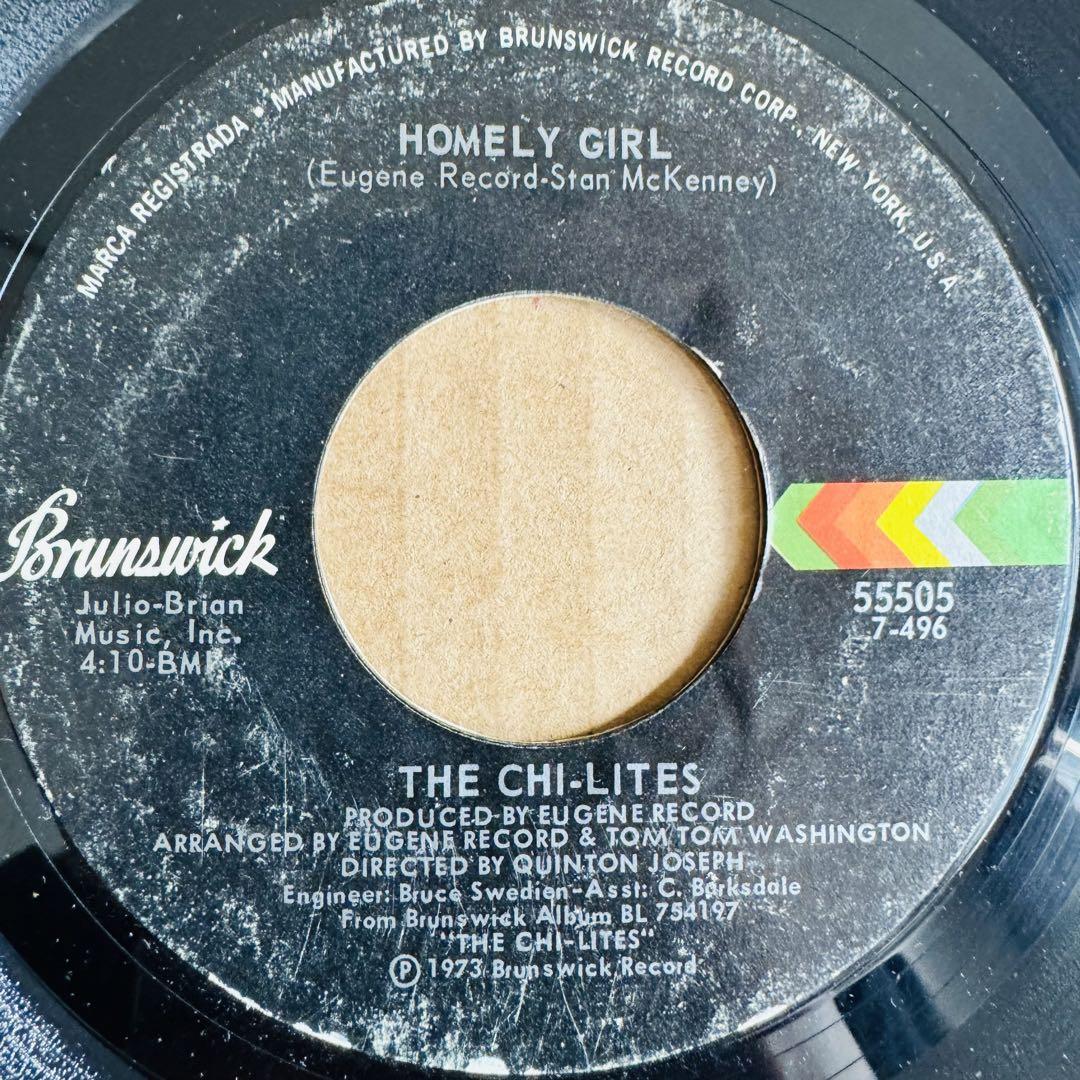 MARCA REGISTRADA • MANUFACTURED BY BRUNSWICK RECORD CORP., NEW YORK, U.S.A.
HOMELY GIRL
(Eugene Record-Stan McKenney)
Brunswick
Julio-Brian
Music, Inc.
4:10-BMI
55505
7-496
THE CHI-LITES
PRODUCED BY EUGENE RECORD
ARRANGED BY EUGENE RECORD & TOM TOM WASHINGTON
DIRECTED BY QUINTON JOSEPH
Engineer: Bruce Swedien-Asst: C. Barksdale
From Brunswick Album BL 754197
"THE CHI-LITES"
Ⓟ 1973 Brunswick Record